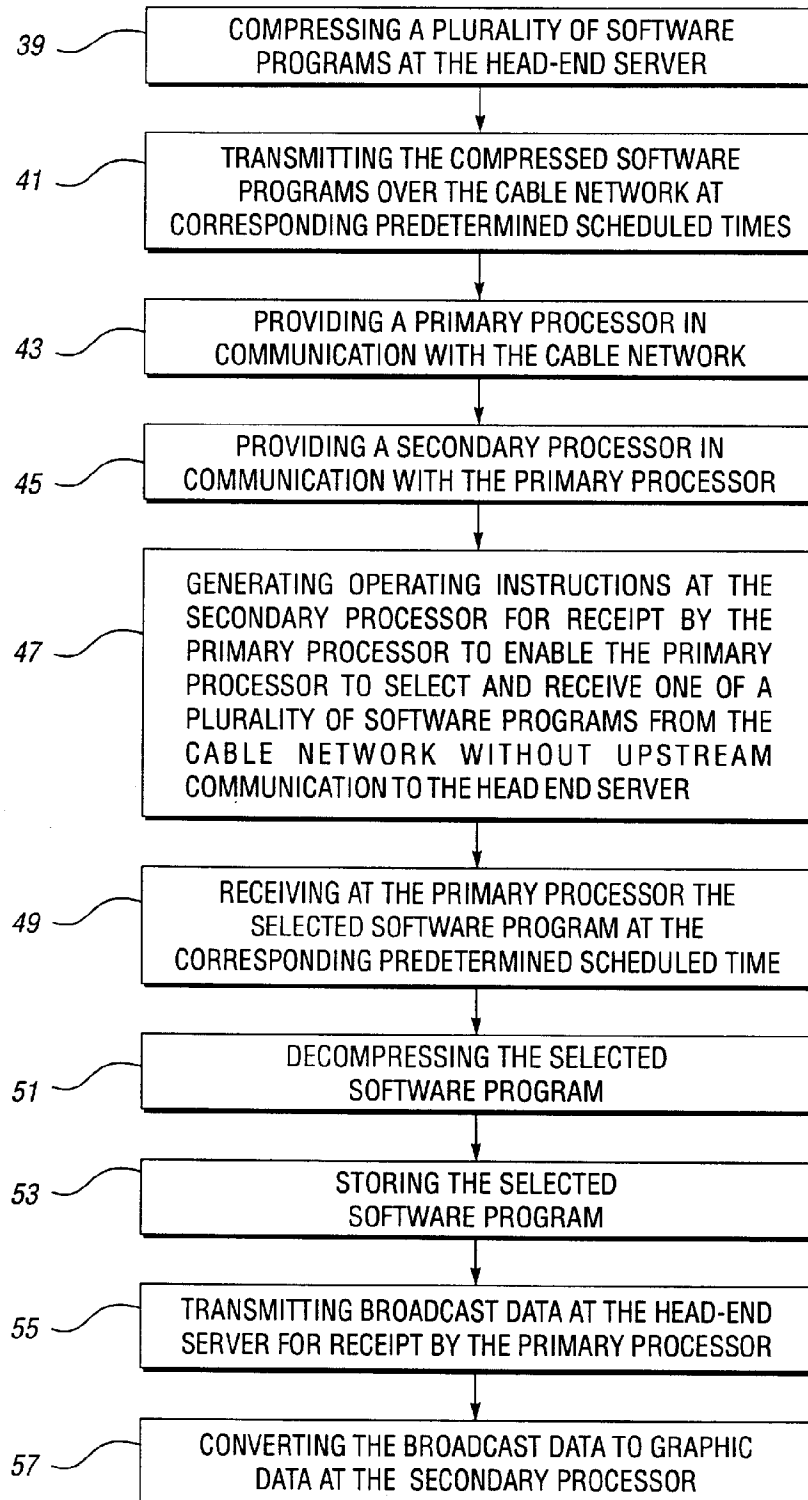 39
COMPRESSING A PLURALITY OF SOFTWARE
PROGRAMS AT THE HEAD-END SERVER
41
TRANSMITTING THE COMPRESSED SOFTWARE
PROGRAMS OVER THE CABLE NETWORK AT
CORRESPONDING PREDETERMINED SCHEDULED TIMES
43
PROVIDING A PRIMARY PROCESSOR IN
COMMUNICATION WITH THE CABLE NETWORK
45
PROVIDING A SECONDARY PROCESSOR IN
COMMUNICATION WITH THE PRIMARY PROCESSOR
47
GENERATING OPERATING INSTRUCTIONS AT THE
SECONDARY PROCESSOR FOR RECEIPT BY THE
PRIMARY PROCESSOR TO ENABLE THE PRIMARY
PROCESSOR TO SELECT AND RECEIVE ONE OF A
PLURALITY OF SOFTWARE PROGRAMS FROM THE
CABLE NETWORK WITHOUT UPSTREAM
COMMUNICATION TO THE HEAD END SERVER
49
RECEIVING AT THE PRIMARY PROCESSOR THE
SELECTED SOFTWARE PROGRAM AT THE
CORRESPONDING PREDETERMINED SCHEDULED TIME
51
DECOMPRESSING THE SELECTED
SOFTWARE PROGRAM
53
STORING THE SELECTED
SOFTWARE PROGRAM
55
TRANSMITTING BROADCAST DATA AT THE HEAD-END
SERVER FOR RECEIPT BY THE PRIMARY PROCESSOR
57
CONVERTING THE BROADCAST DATA TO GRAPHIC
DATA AT THE SECONDARY PROCESSOR